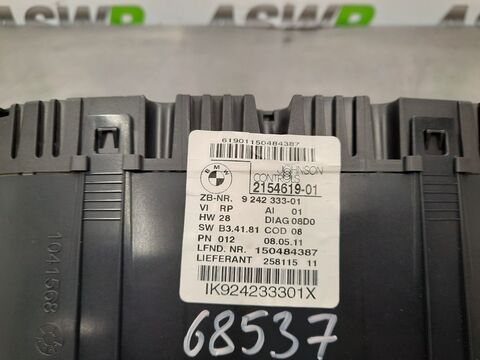 ASWP
ASWP
61901150484387
BMW
JOHNSON
CONTROLS
2154619-01
ZB-NR. 9 242 333-01
VI RP AI 01
HW 28 DIAG 08D0
SW B3.41.81 COD 08
PN 012 08.05.11
LFND. NR. 150484387
LIEFERANT 258115 11
IK924233301X
1041568
68537